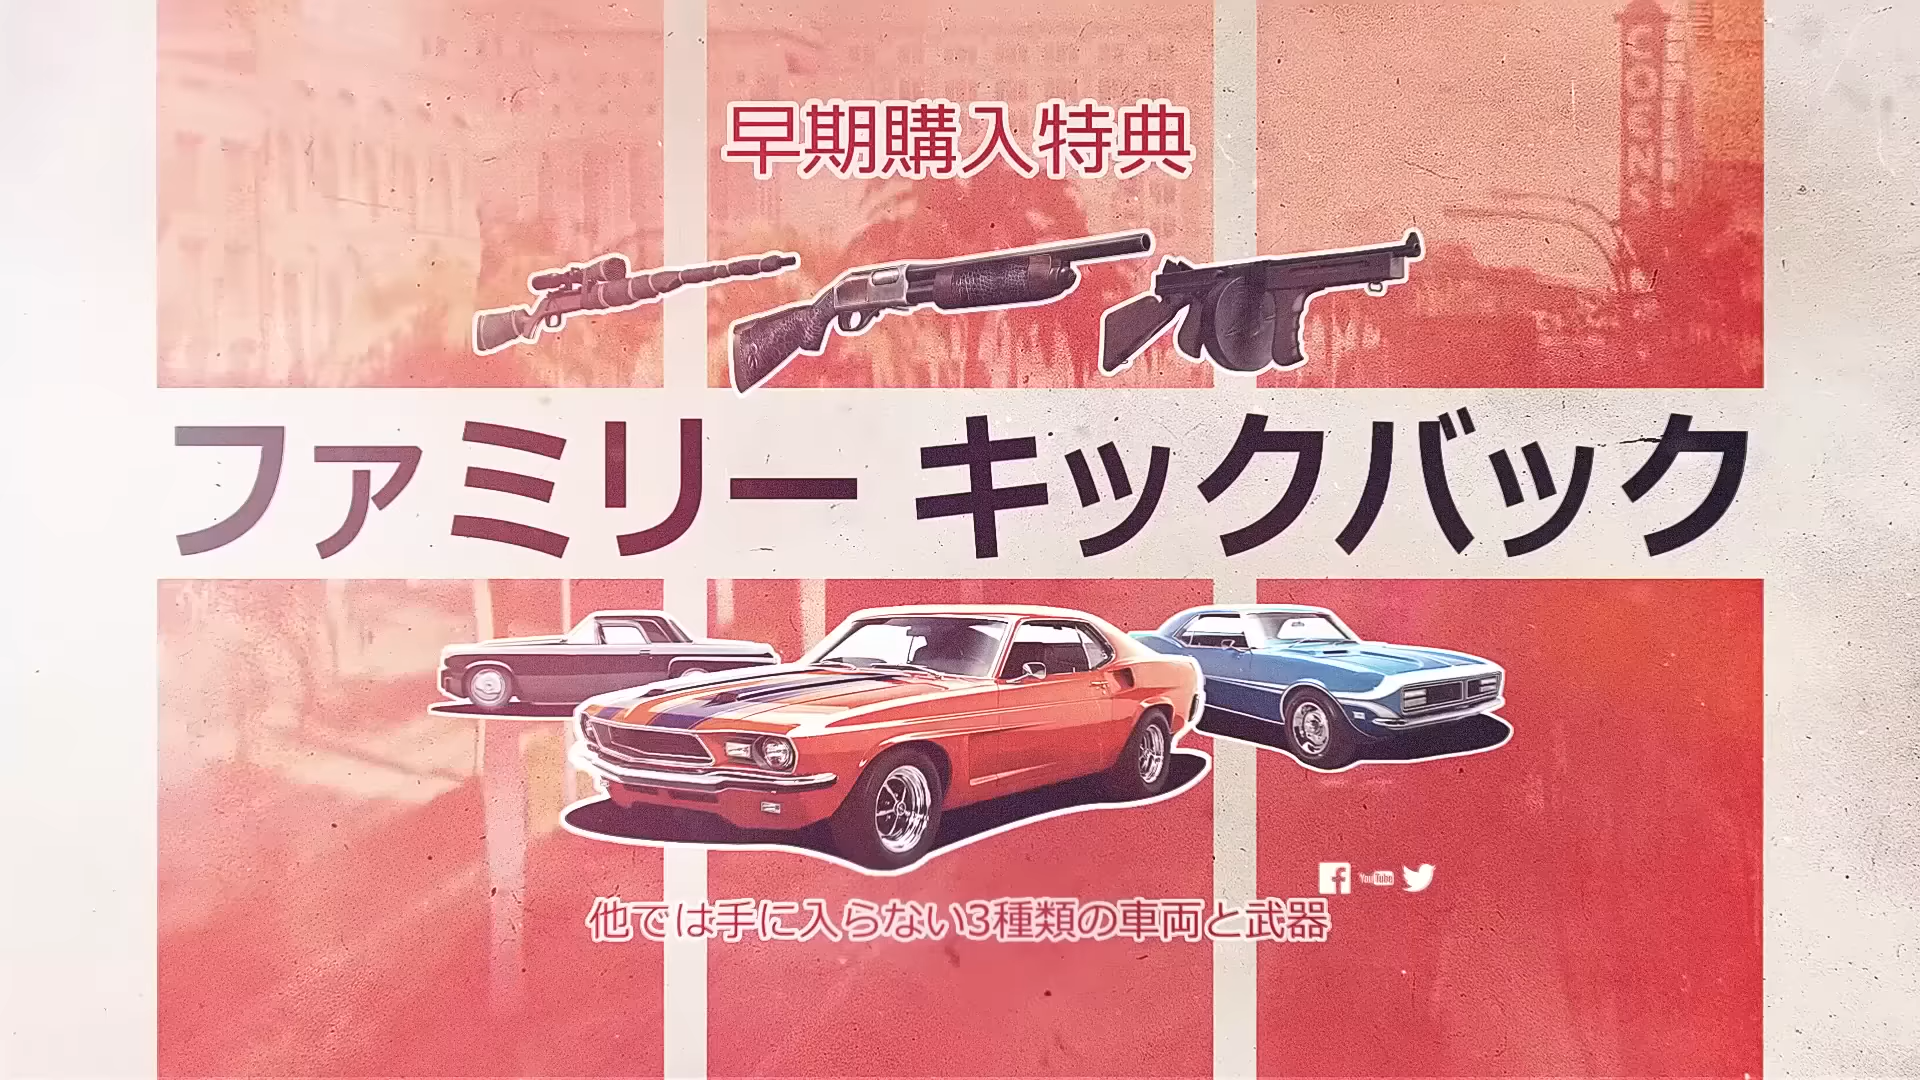 早期購入特典
ファミリー キックバック
他では手に入らない3種類の車両と武器
YouTube